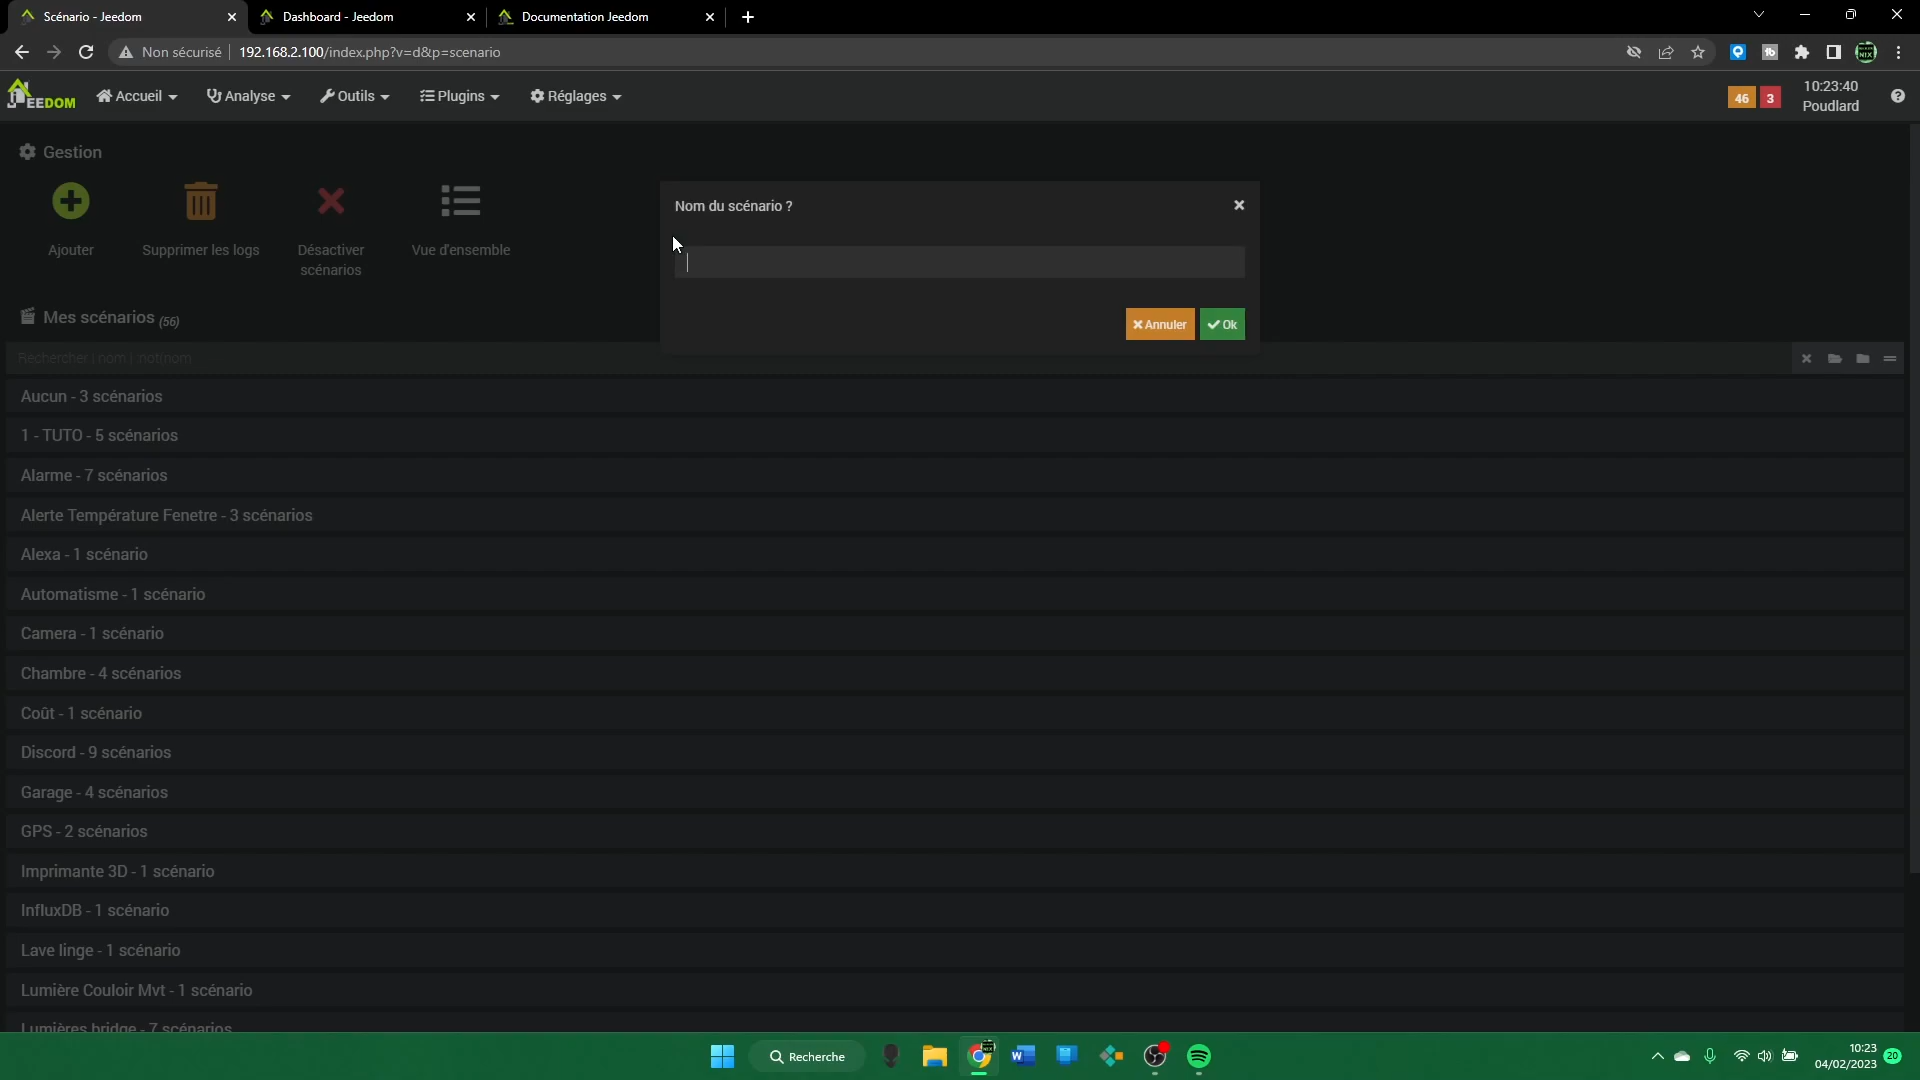 Scénario - Jeedom
Dashboard - Jeedom
Documentation Jeedom
Non sécurisé
192.168.2.100/index.php?v=d&p=scenario
JEEDOM
Accueil
Analyse
Outils
Plugins
Réglages
46
3
10:23:40
Poudlard
Gestion
Ajouter
Supprimer les logs
Désactiver
scénarios
Vue d'ensemble
Nom du scénario ?
Annuler
Ok
Mes scénarios (56)
Rechercher | nom | :not(nom
Aucun - 3 scénarios
1 - TUTO - 5 scénarios
Alarme - 7 scénarios
Alerte Température Fenetre - 3 scénarios
Alexa - 1 scénario
Automatisme - 1 scénario
Camera - 1 scénario
Chambre - 4 scénarios
Coût - 1 scénario
Discord - 9 scénarios
Garage - 4 scénarios
GPS - 2 scénarios
Imprimante 3D - 1 scénario
InfluxDB - 1 scénario
Lave linge - 1 scénario
Lumière Couloir Mvt - 1 scénario
Lumières bridge - 7 scénarios
Recherche
10:23
04/02/2023
20